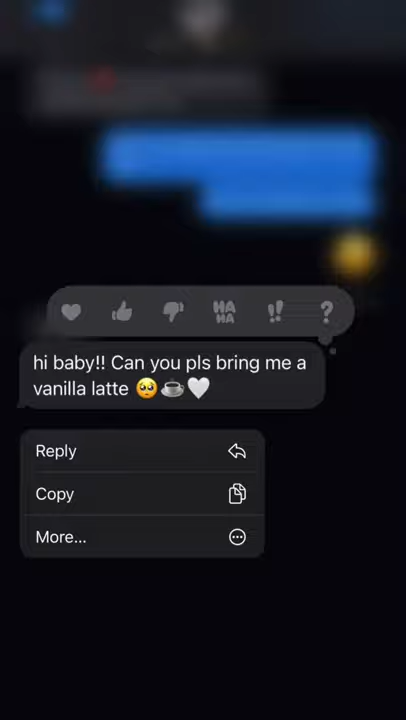 HA HA
hi baby!! Can you pls bring me a
vanilla latte 🥺☕🤍
Reply
Copy
More...